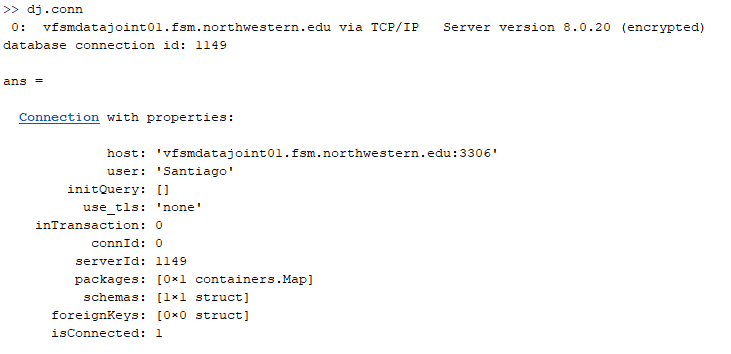 >> dj.conn
0: vfsmdatajoint01.fsm.northwestern.edu via TCP/IP Server version 8.0.20 (encrypted)
database connection id: 1149
ans =
Connection with properties:
host: 'vfsmdatajoint01.fsm.northwestern.edu:3306'
user: 'Santiago'
initQuery: []
use_tls: 'none'
inTransaction: 0
connId: 0
serverId: 1149
packages: [0×1 containers.Map]
schemas: [1×1 struct]
foreignKeys: [0×0 struct]
isConnected: 1